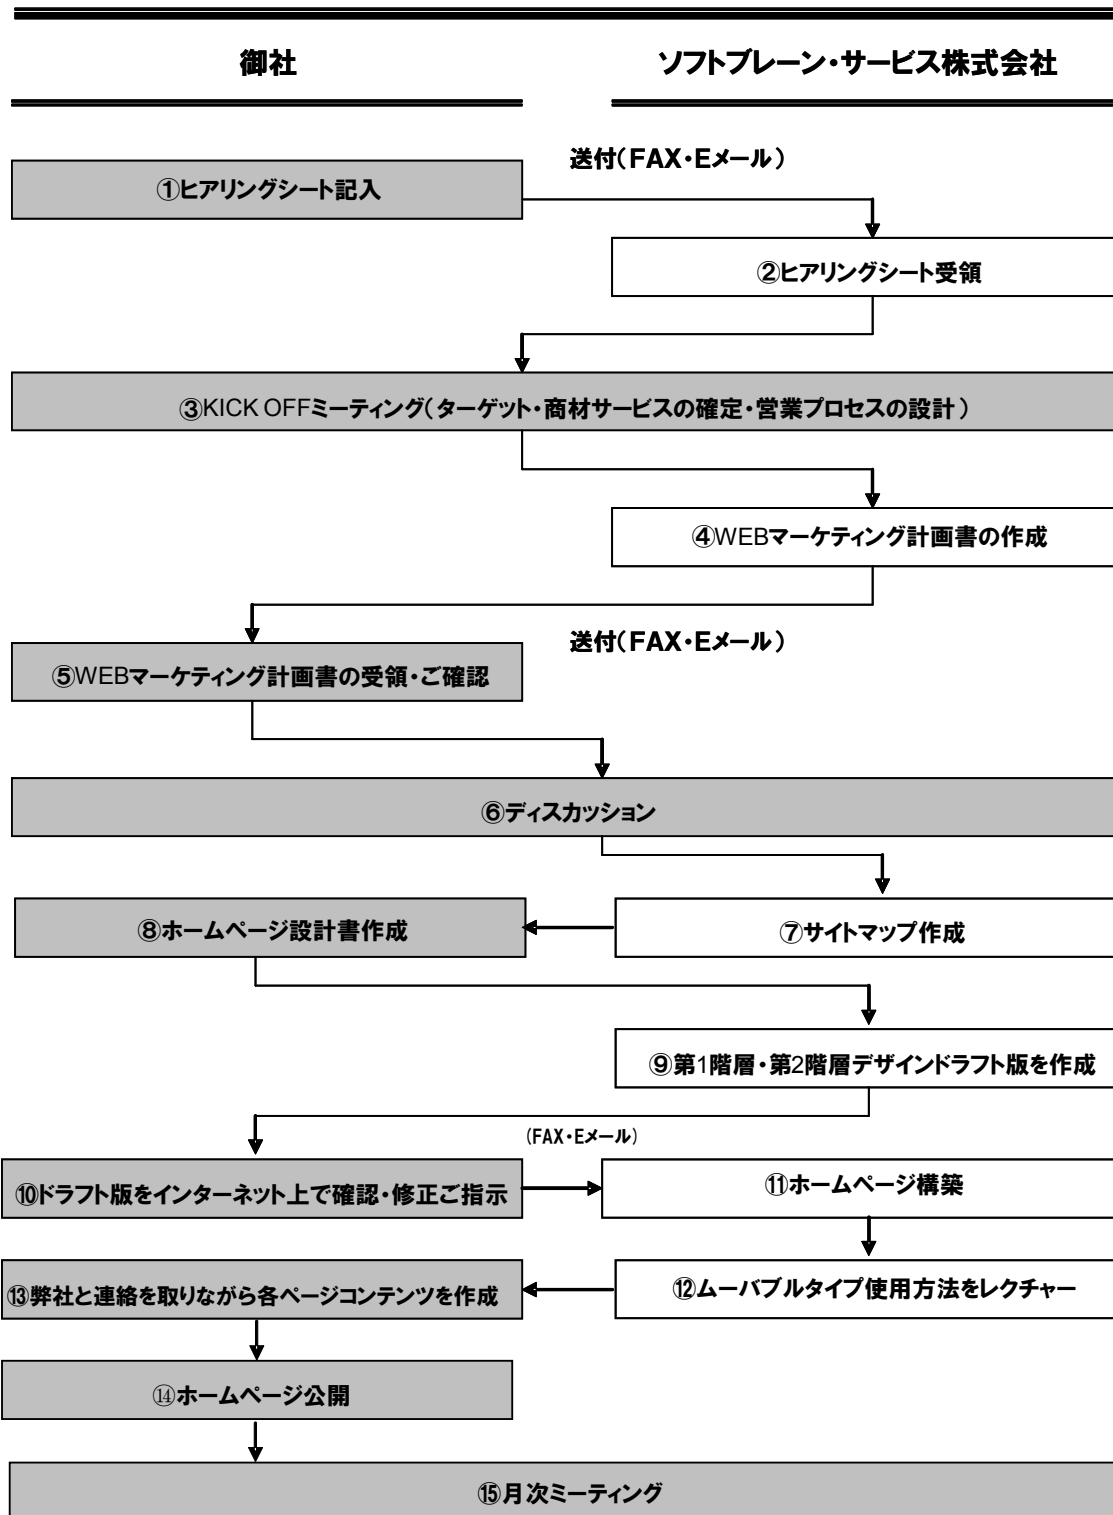 御社
ソフトブレーン・サービス株式会社
送付(FAX・Eメール)
①ヒアリングシート記入
②ヒアリングシート受領
③KICK OFFミーティング(ターゲット・商材サービスの確定・営業プロセスの設計)
④WEBマーケティング計画書の作成
送付(FAX・Eメール)
⑤WEBマーケティング計画書の受領・ご確認
⑥ディスカッション
⑧ホームページ設計書作成
⑦サイトマップ作成
⑨第1階層・第2階層デザインドラフト版を作成
(FAX・Eメール)
⑩ドラフト版をインターネット上で確認・修正ご指示
⑪ホームページ構築
⑬弊社と連絡を取りながら各ページコンテンツを作成
⑫ムーバブルタイプ使用方法をレクチャー
⑭ホームページ公開
⑮月次ミーティング